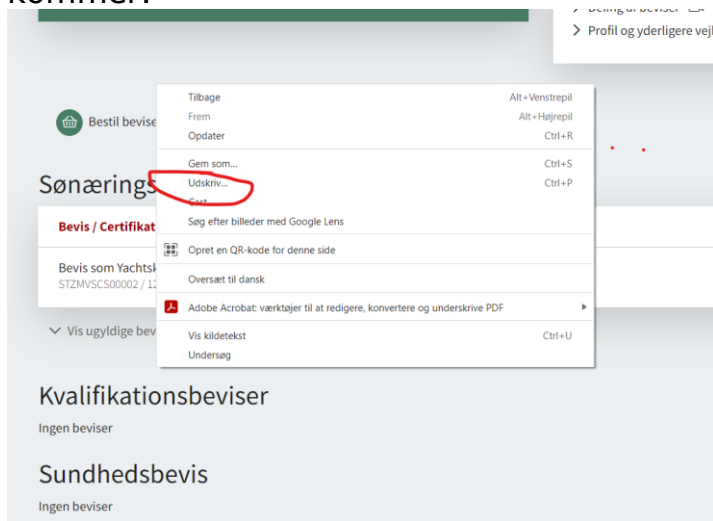 > Profil og yderligere vejl
Bestil bevise
Sønærings
Bevis / Certifikat
Bevis som Yachtsk
STZMVSCS00002 / 12
Vis ugyldige bev
Tilbage Alt+Venstrepil
Frem Alt+Højrepil
Opdater Ctrl+R
Gem som... Ctrl+S
Udskriv... Ctrl+P
Cast...
Søg efter billeder med Google Lens
Opret en QR-kode for denne side
Oversæt til dansk
Adobe Acrobat: værktøjer til at redigere, konvertere og underskrive PDF
Vis kildetekst Ctrl+U
Undersøg
Kvalifikationsbeviser
Ingen beviser
Sundhedsbevis
Ingen beviser